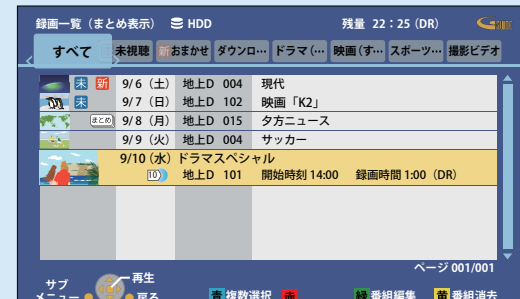 録画一覧（まとめ表示） HDD 残量 22：25 (DR) GGUIDE
すべて 未視聴 新 おまかせ ダウンロ… ドラマ (… 映画 (す… スポーツ… 撮影ビデオ
未 新 9/6（土） 地上D 004 現代
未 9/7（日） 地上D 102 映画「K2」
まとめ 9/8（月） 地上D 015 夕方ニュース
9/9（火） 地上D 004 サッカー
9/10（水） ドラマスペシャル
10 地上D 101 開始時刻 14:00 録画時間 1:00（DR）
ページ 001/001
サブ 再生
メニュー 戻る 青 複数選択 赤 緑 番組編集 黄 番組消去